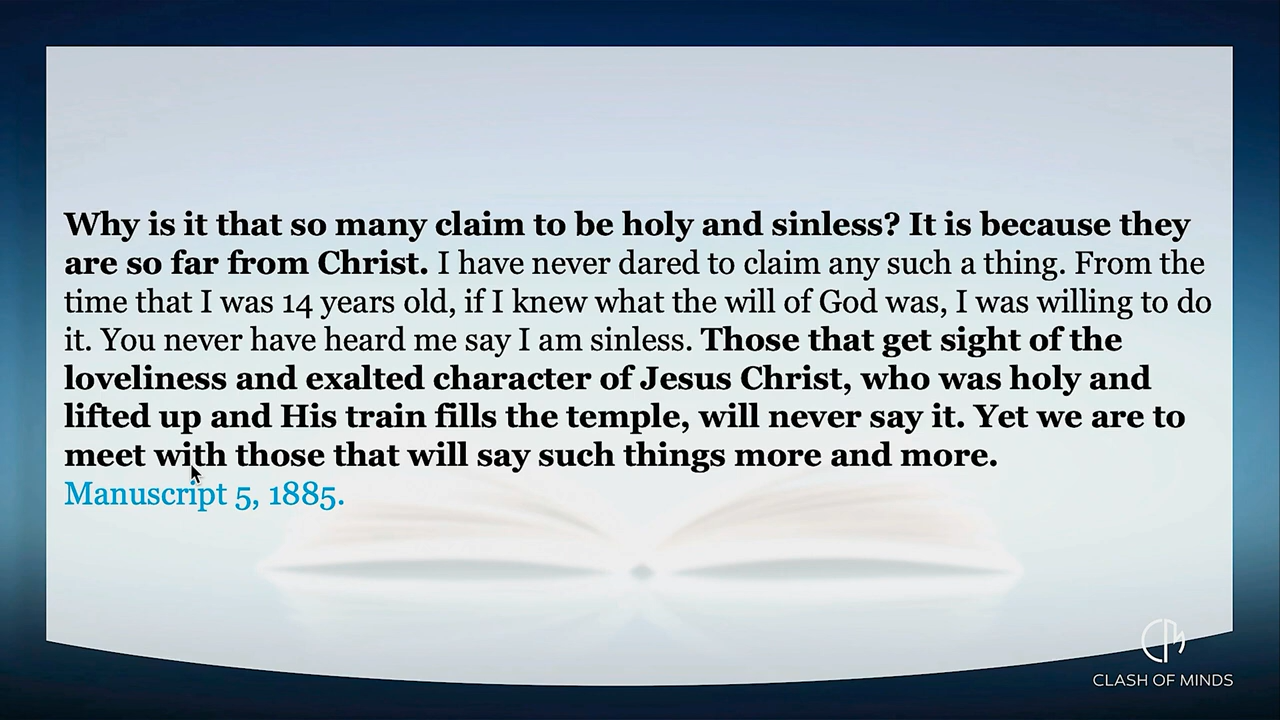 Why is it that so many claim to be holy and sinless? It is because they
are so far from Christ. I have never dared to claim any such a thing. From the
time that I was 14 years old, if I knew what the will of God was, I was willing to do
it. You never have heard me say I am sinless. Those that get sight of the
loveliness and exalted character of Jesus Christ, who was holy and
lifted up and His train fills the temple, will never say it. Yet we are to
meet with those that will say such things more and more.
Manuscript 5, 1885.
CLASH OF MINDS